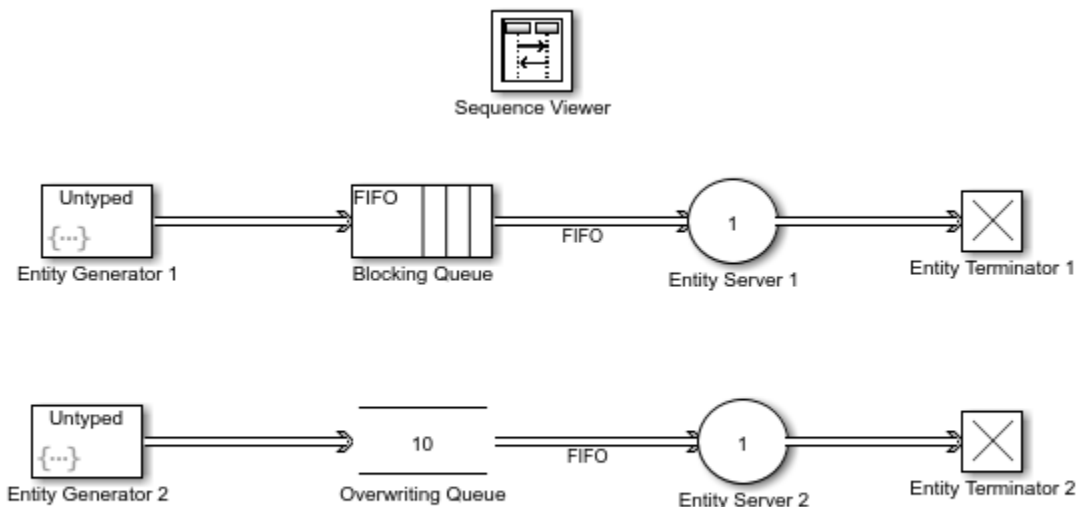 Sequence Viewer
Untyped
{...}
Entity Generator 1
FIFO
Blocking Queue
FIFO
1
Entity Server 1
Entity Terminator 1
Untyped
{...}
Entity Generator 2
10
Overwriting Queue
FIFO
1
Entity Server 2
Entity Terminator 2